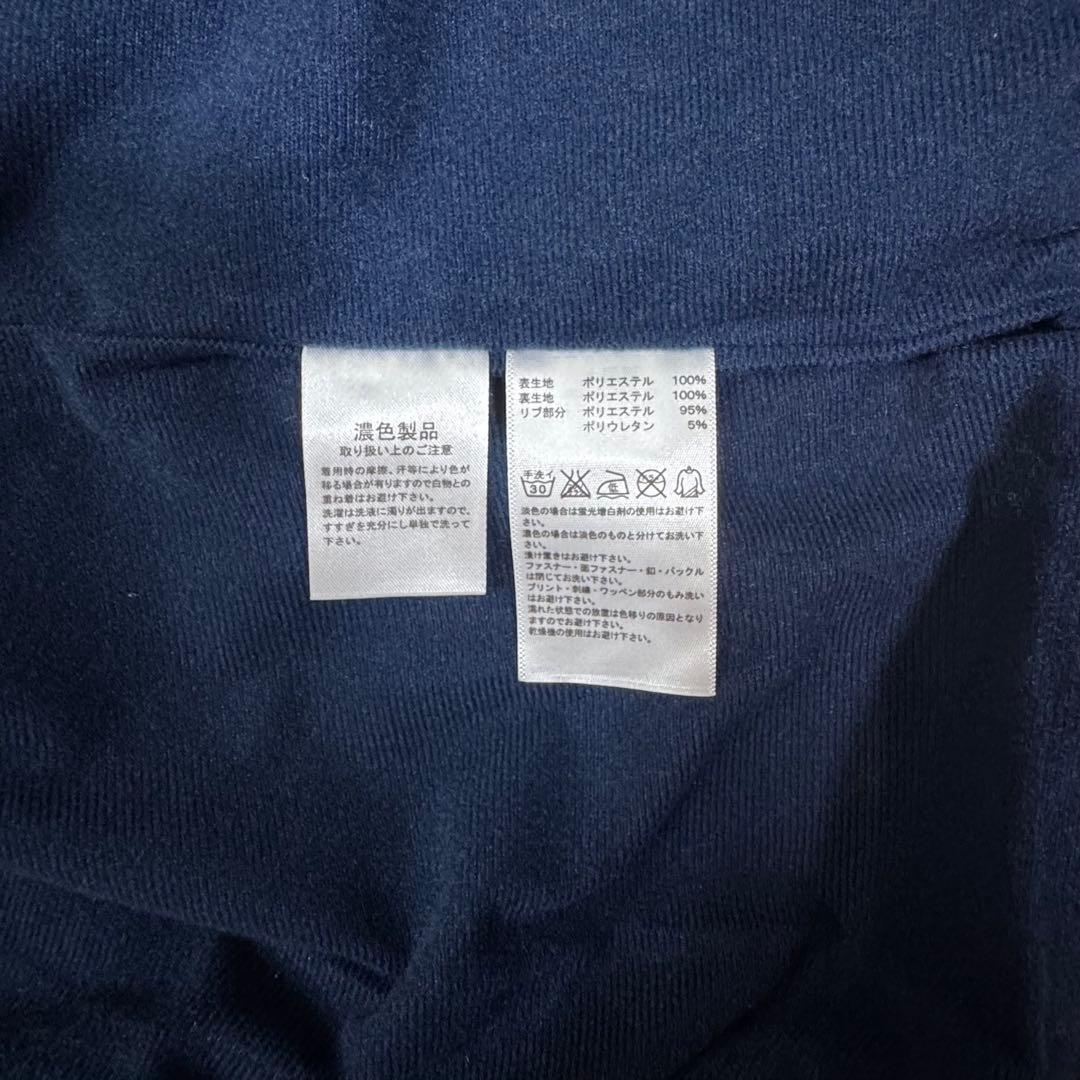 濃色製品
取り扱い上のご注意
着用時の摩擦、汗等により色が
移る場合が有りますので白物との
重ね着はお避け下さい。
洗濯は洗液に濁りが出ますので、
すすぎを充分にし単独で洗って
下さい。
表生地 ポリエステル 100%
裏生地 ポリエステル 100%
リブ部分 ポリエステル 95%
ポリウレタン 5%
手洗イ
30
低
淡色の場合は蛍光増白剤の使用はお避け下
さい。
濃色の場合は淡色のものと分けてお洗い下
さい。
漬け置きはお避け下さい。
ファスナー・面ファスナー・釦・バックル
は閉じてお洗い下さい。
プリント・刺繍・ワッペン部分のもみ洗い
はお避け下さい。
濡れた状態での放置は色移りの原因となり
ますのでお避け下さい。
乾燥機の使用はお避け下さい。